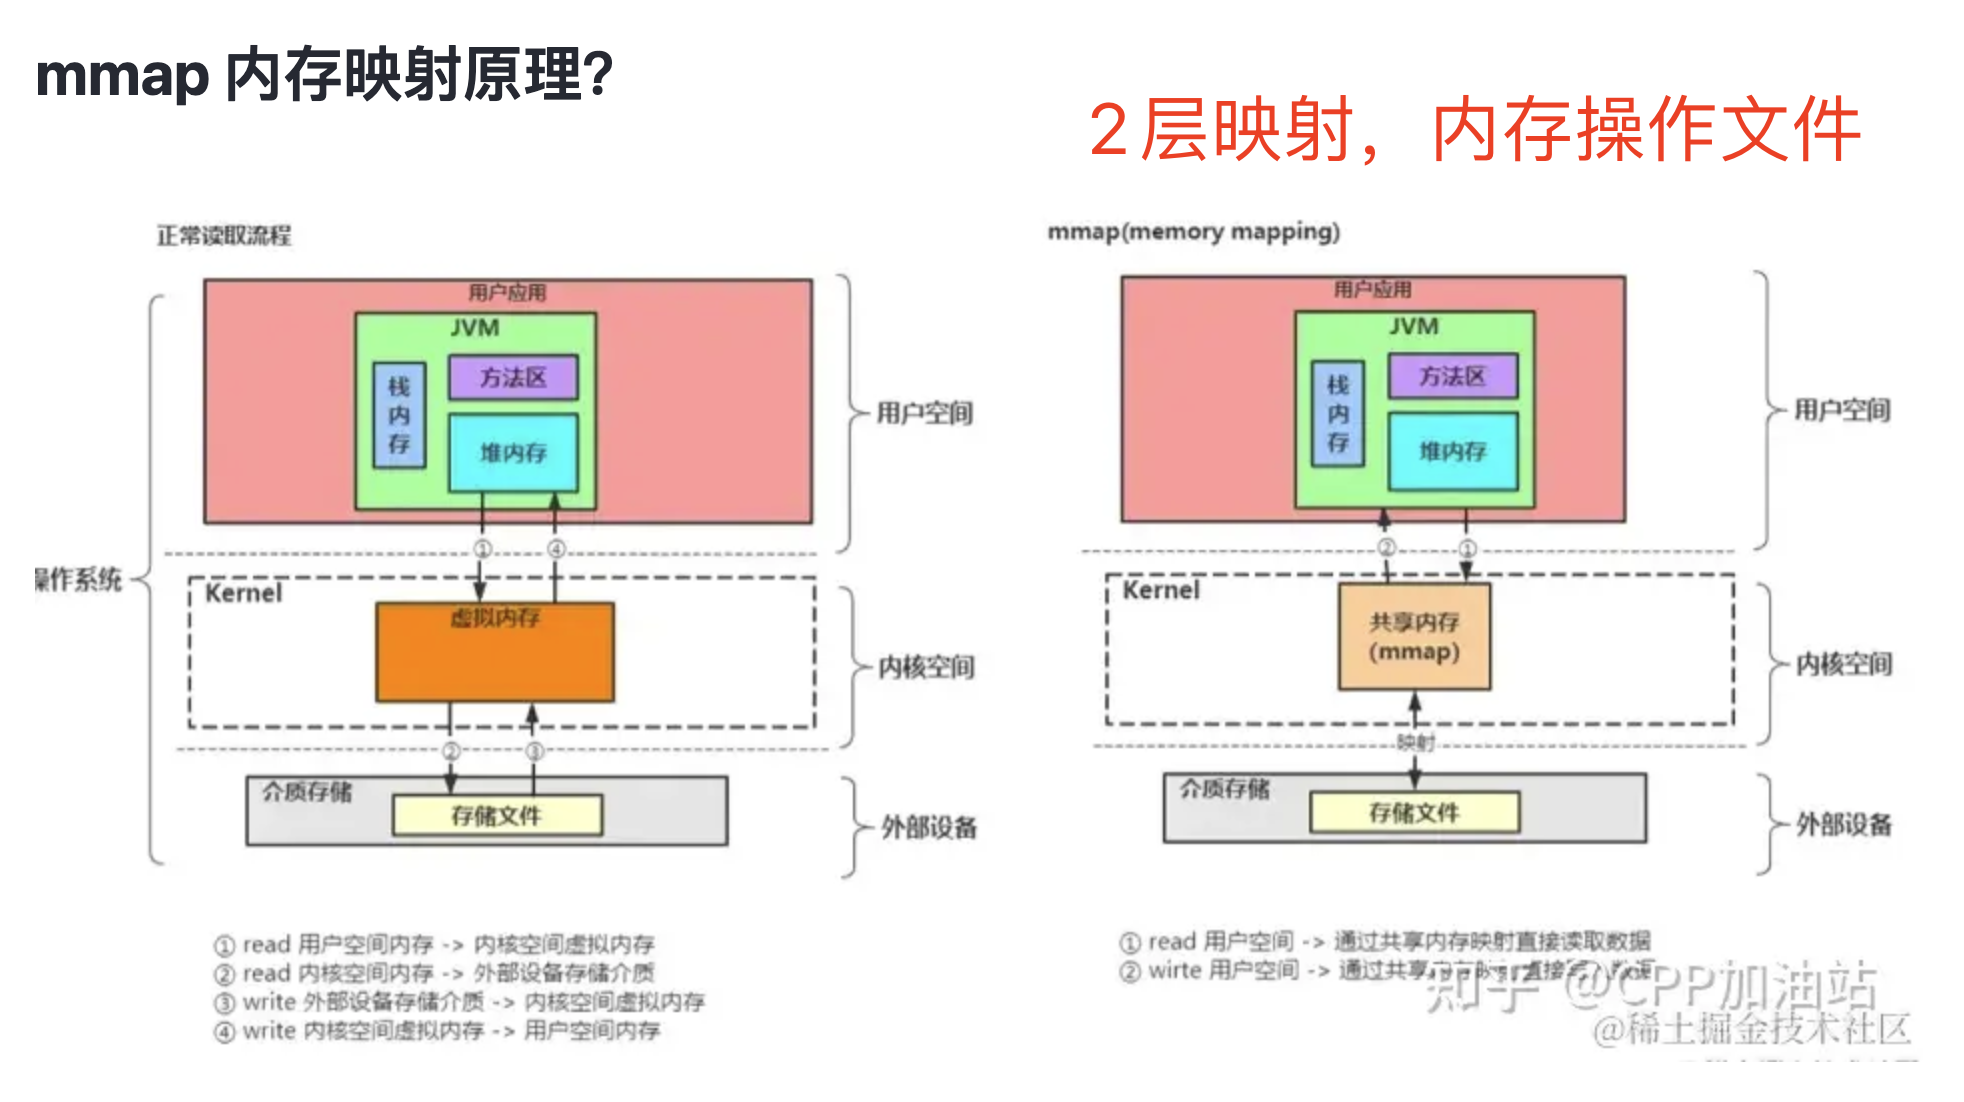 mmap 内存映射原理?
2层映射，内存操作文件
正常读取流程
用户应用
JVM
栈内存
方法区
堆内存
用户空间
① ④
操作系统
Kernel
虚拟内存
内核空间
② ③
介质存储
存储文件
外部设备
① read 用户空间内存 -> 内核空间虚拟内存
② read 内核空间内存 -> 外部设备存储介质
③ write 外部设备存储介质 -> 内核空间虚拟内存
④ write 内核空间虚拟内存 -> 用户空间内存
mmap(memory mapping)
用户应用
JVM
栈内存
方法区
堆内存
用户空间
② ①
Kernel
共享内存
(mmap)
内核空间
映射
介质存储
存储文件
外部设备
① read 用户空间 -> 通过共享内存映射直接读取数据
② wirte 用户空间 -> 通过共享内存映射直接写入数据
知乎 @CPP加油站
@稀土掘金技术社区